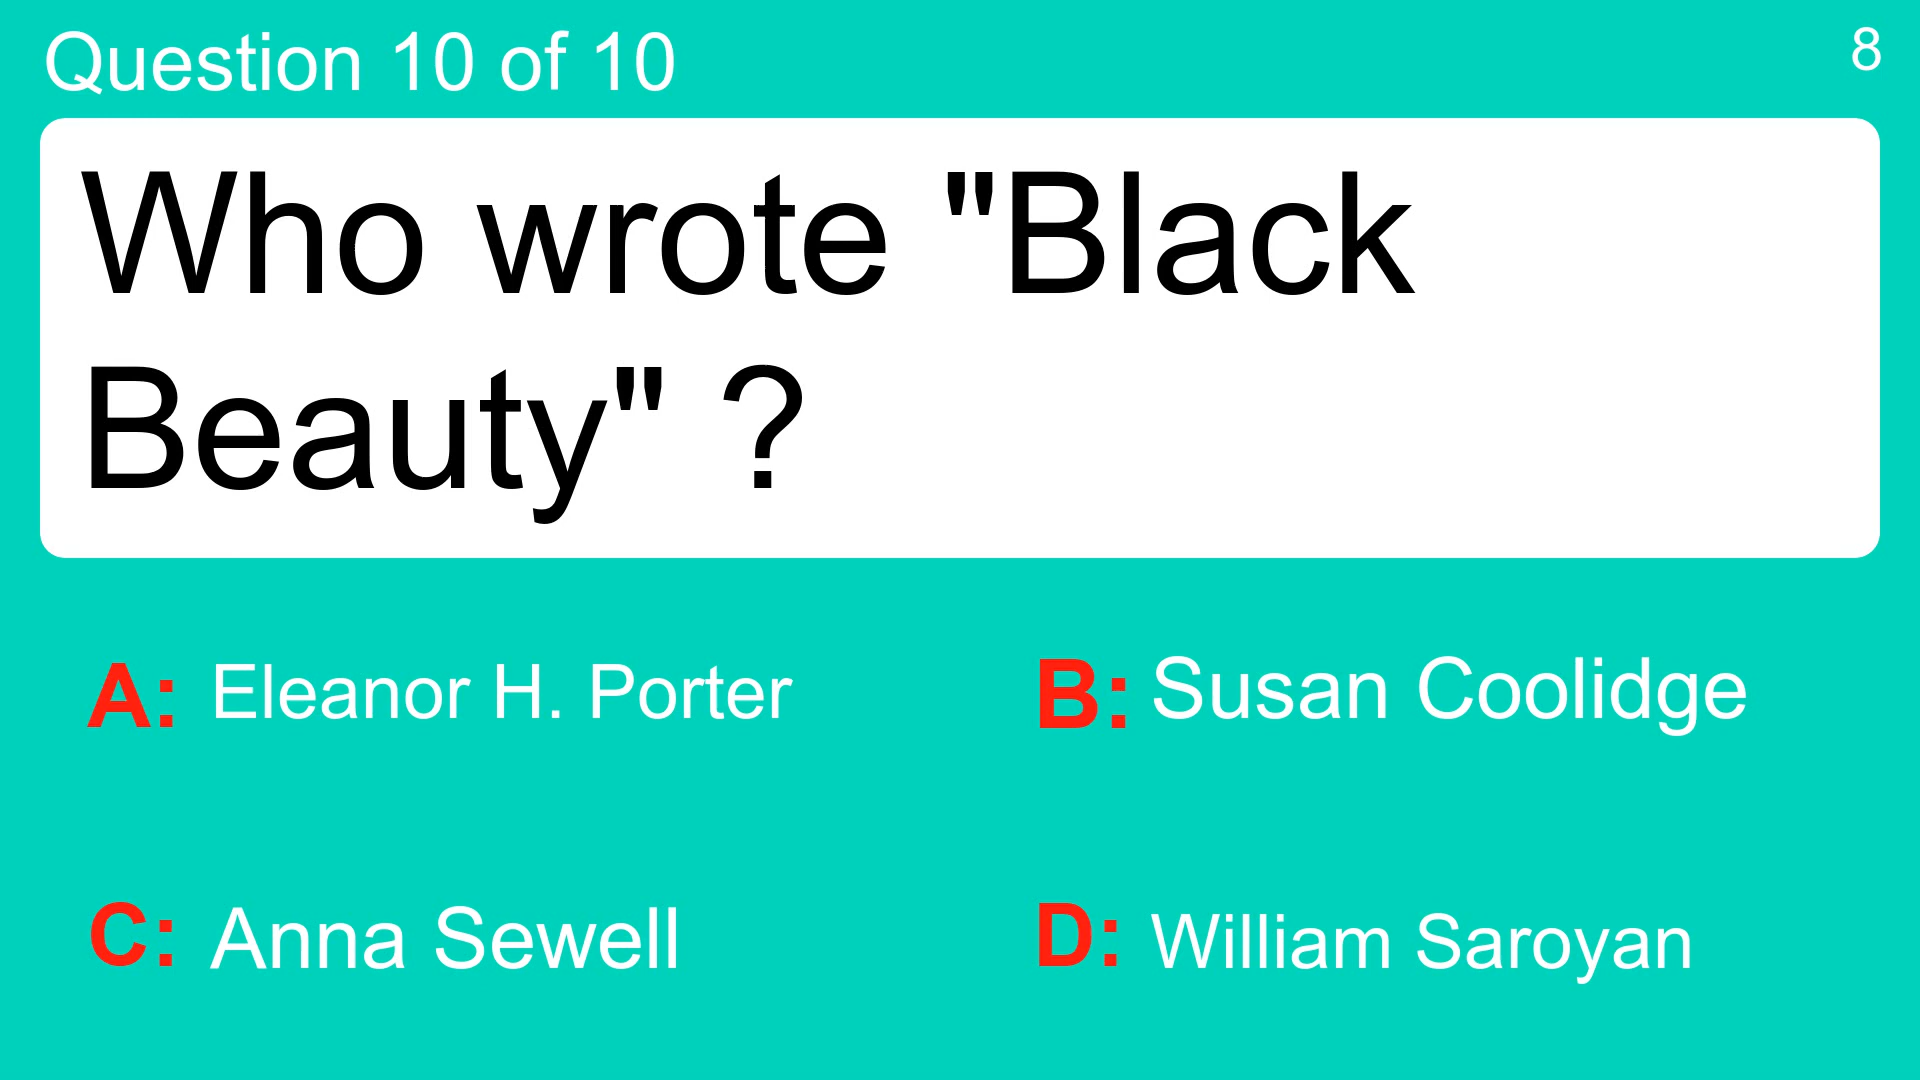 Question 10 of 10
8
Who wrote "Black
Beauty" ?
A: Eleanor H. Porter
B: Susan Coolidge
C: Anna Sewell
D: William Saroyan